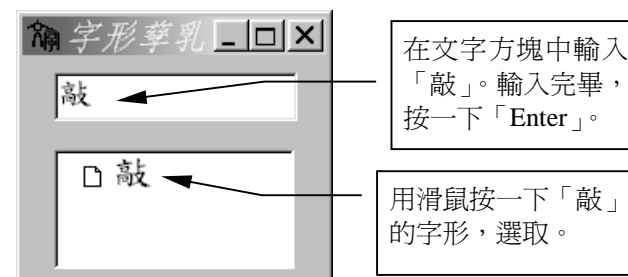 字形孳乳
敲
在文字方塊中輸入
「敲」。輸入完畢，
按一下「Enter」。
敲
用滑鼠按一下「敲」
的字形，選取。